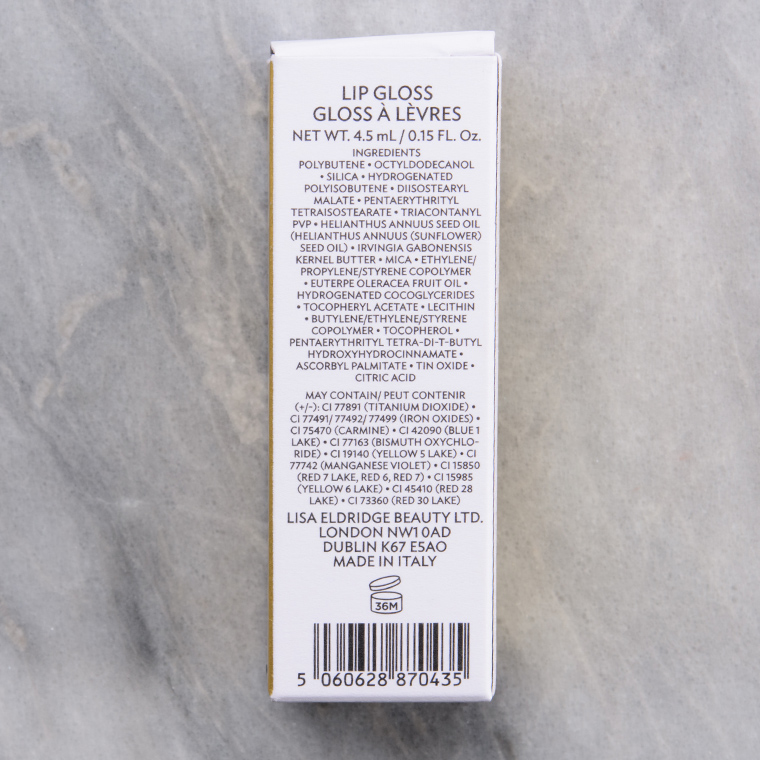 LIP GLOSS
GLOSS À LÈVRES
NET WT. 4.5 mL / 0.15 FL. Oz.
INGREDIENTS
POLYBUTENE • OCTYLDODECANOL
• SILICA • HYDROGENATED
POLYISOBUTENE • DIISOSTEARYL
MALATE • PENTAERYTHRITYL
TETRAISOSTEARATE • TRIACONTANYL
PVP • HELIANTHUS ANNUUS SEED OIL
(HELIANTHUS ANNUUS (SUNFLOWER)
SEED OIL) • IRVINGIA GABONENSIS
KERNEL BUTTER • MICA • ETHYLENE/
PROPYLENE/STYRENE COPOLYMER
• EUTERPE OLERACEA FRUIT OIL •
HYDROGENATED COCOGLYCERIDES
• TOCOPHERYL ACETATE • LECITHIN
• BUTYLENE/ETHYLENE/STYRENE
COPOLYMER • TOCOPHEROL •
PENTAERYTHRITYL TETRA-DI-T-BUTYL
HYDROXYHYDROCINNAMATE •
ASCORBYL PALMITATE • TIN OXIDE •
CITRIC ACID
MAY CONTAIN/ PEUT CONTENIR
(+/-): CI 77891 (TITANIUM DIOXIDE) •
CI 77491/ 77492/ 77499 (IRON OXIDES) •
CI 75470 (CARMINE) • CI 42090 (BLUE 1
LAKE) • CI 77163 (BISMUTH OXYCHLO-
RIDE) • CI 19140 (YELLOW 5 LAKE) • CI
77742 (MANGANESE VIOLET) • CI 15850
(RED 7 LAKE, RED 6, RED 7) • CI 15985
(YELLOW 6 LAKE) • CI 45410 (RED 28
LAKE) • CI 73360 (RED 30 LAKE)
LISA ELDRIDGE BEAUTY LTD.
LONDON NW1 0AD
DUBLIN K67 E5AO
MADE IN ITALY
36M
5 060628 870435